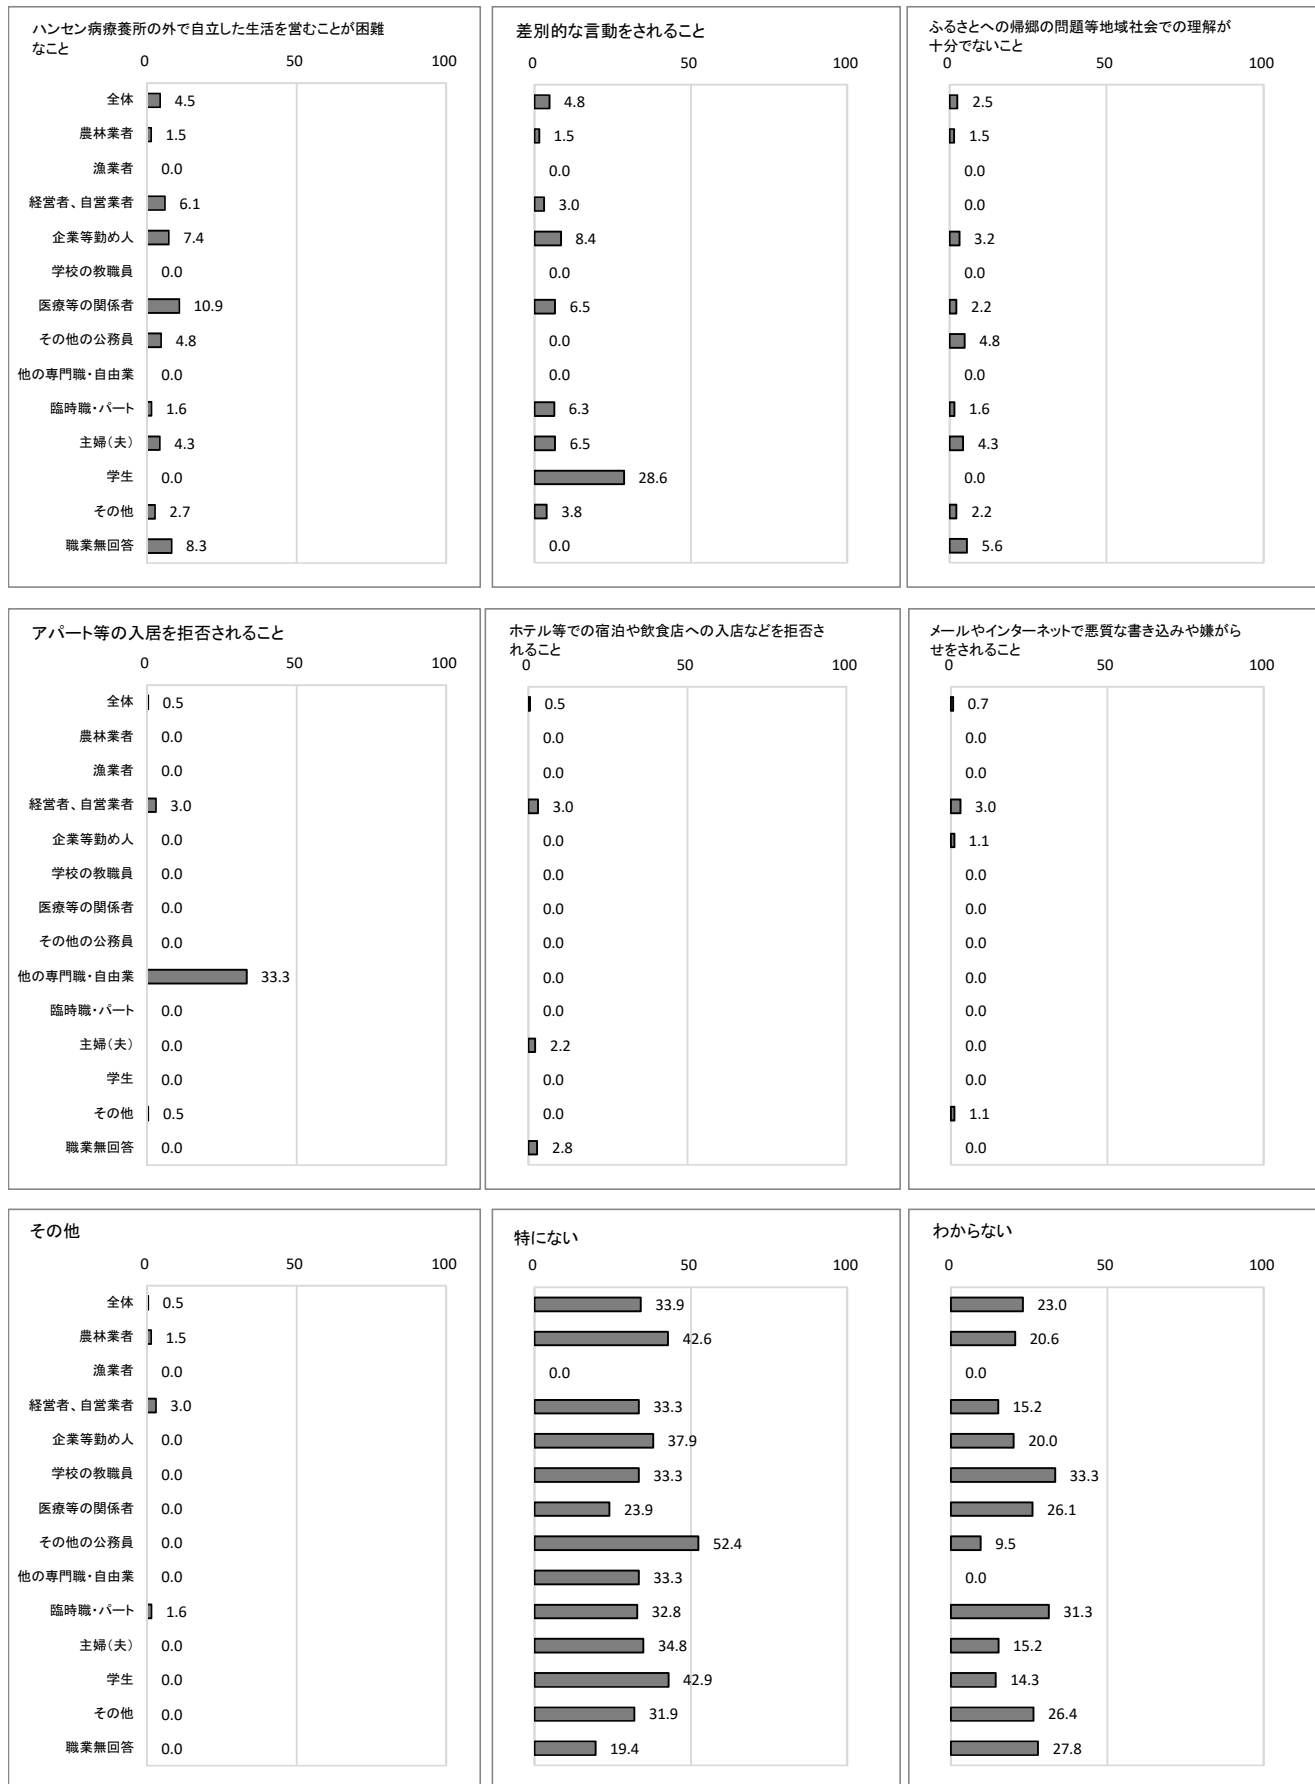 ハンセン病療養所の外で自立した生活を営むことが困難
なこと
0 50 100
全体 4.5
農林業者 1.5
漁業者 0.0
経営者、自営業者 6.1
企業等勤め人 7.4
学校の教職員 0.0
医療等の関係者 10.9
その他の公務員 4.8
他の専門職・自由業 0.0
臨時職・パート 1.6
主婦(夫) 4.3
学生 0.0
その他 2.7
職業無回答 8.3
差別的な言動をされること
0 50 100
4.8
1.5
0.0
3.0
8.4
0.0
6.5
0.0
0.0
6.3
6.5
28.6
3.8
0.0
ふるさとへの帰郷の問題等地域社会での理解が
十分でないこと
0 50 100
2.5
1.5
0.0
0.0
3.2
0.0
2.2
4.8
0.0
1.6
4.3
0.0
2.2
5.6
アパート等の入居を拒否されること
0 50 100
全体 0.5
農林業者 0.0
漁業者 0.0
経営者、自営業者 3.0
企業等勤め人 0.0
学校の教職員 0.0
医療等の関係者 0.0
その他の公務員 0.0
他の専門職・自由業 33.3
臨時職・パート 0.0
主婦(夫) 0.0
学生 0.0
その他 0.5
職業無回答 0.0
ホテル等での宿泊や飲食店への入店などを拒否さ
れること
0 50 100
0.5
0.0
0.0
3.0
0.0
0.0
0.0
0.0
0.0
0.0
2.2
0.0
0.0
2.8
メールやインターネットで悪質な書き込みや嫌がら
せをされること
0 50 100
0.7
0.0
0.0
3.0
1.1
0.0
0.0
0.0
0.0
0.0
0.0
0.0
1.1
0.0
その他
0 50 100
全体 0.5
農林業者 1.5
漁業者 0.0
経営者、自営業者 3.0
企業等勤め人 0.0
学校の教職員 0.0
医療等の関係者 0.0
その他の公務員 0.0
他の専門職・自由業 0.0
臨時職・パート 1.6
主婦(夫) 0.0
学生 0.0
その他 0.0
職業無回答 0.0
特にない
0 50 100
33.9
42.6
0.0
33.3
37.9
33.3
23.9
52.4
33.3
32.8
34.8
42.9
31.9
19.4
わからない
0 50 100
23.0
20.6
0.0
15.2
20.0
33.3
26.1
9.5
0.0
31.3
15.2
14.3
26.4
27.8